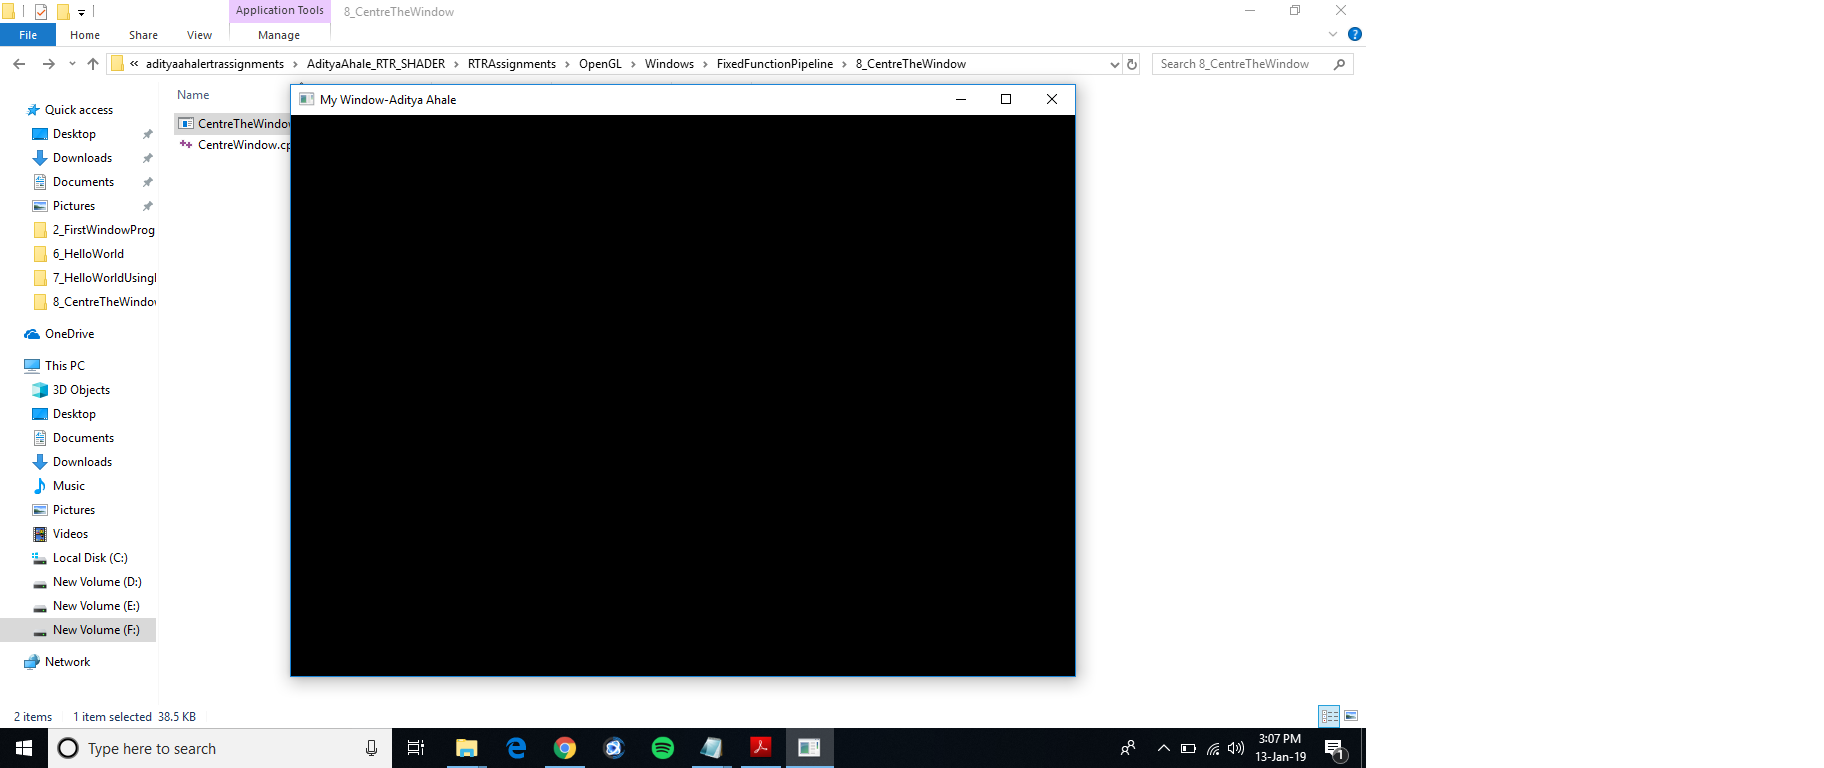 Application Tools
8_CentreTheWindow
File Home Share View Manage
« adityaahalertrassignments > AdityaAhale_RTR_SHADER > RTRAssignments > OpenGL > Windows > FixedFunctionPipeline > 8_CentreTheWindow
Search 8_CentreTheWindow
Name
My Window-Aditya Ahale
CentreTheWindow
CentreWindow.cp
Quick access
Desktop
Downloads
Documents
Pictures
2_FirstWindowProg
6_HelloWorld
7_HelloWorldUsingl
8_CentreTheWindow
OneDrive
This PC
3D Objects
Desktop
Documents
Downloads
Music
Pictures
Videos
Local Disk (C:)
New Volume (D:)
New Volume (E:)
New Volume (F:)
Network
2 items 1 item selected 38.5 KB
Type here to search
3:07 PM
13-Jan-19
1